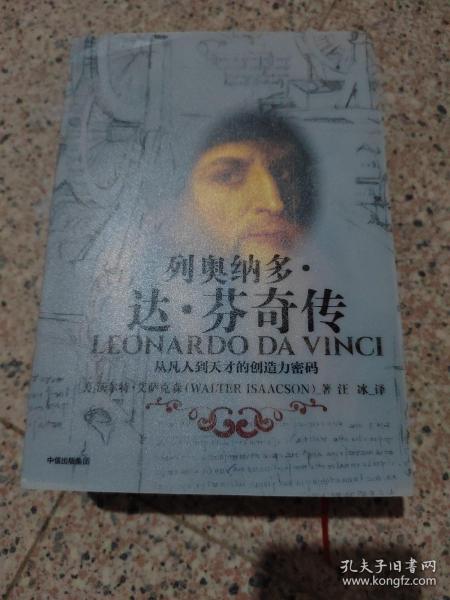 列奥纳多·
达·芬奇传
LEONARDO DA VINCI
从凡人到天才的创造力密码
[美]沃尔特·艾萨克森(WALTER ISAACSON) 著 汪 冰_译
中信出版集团
孔夫子旧书网
www.kongfz.com